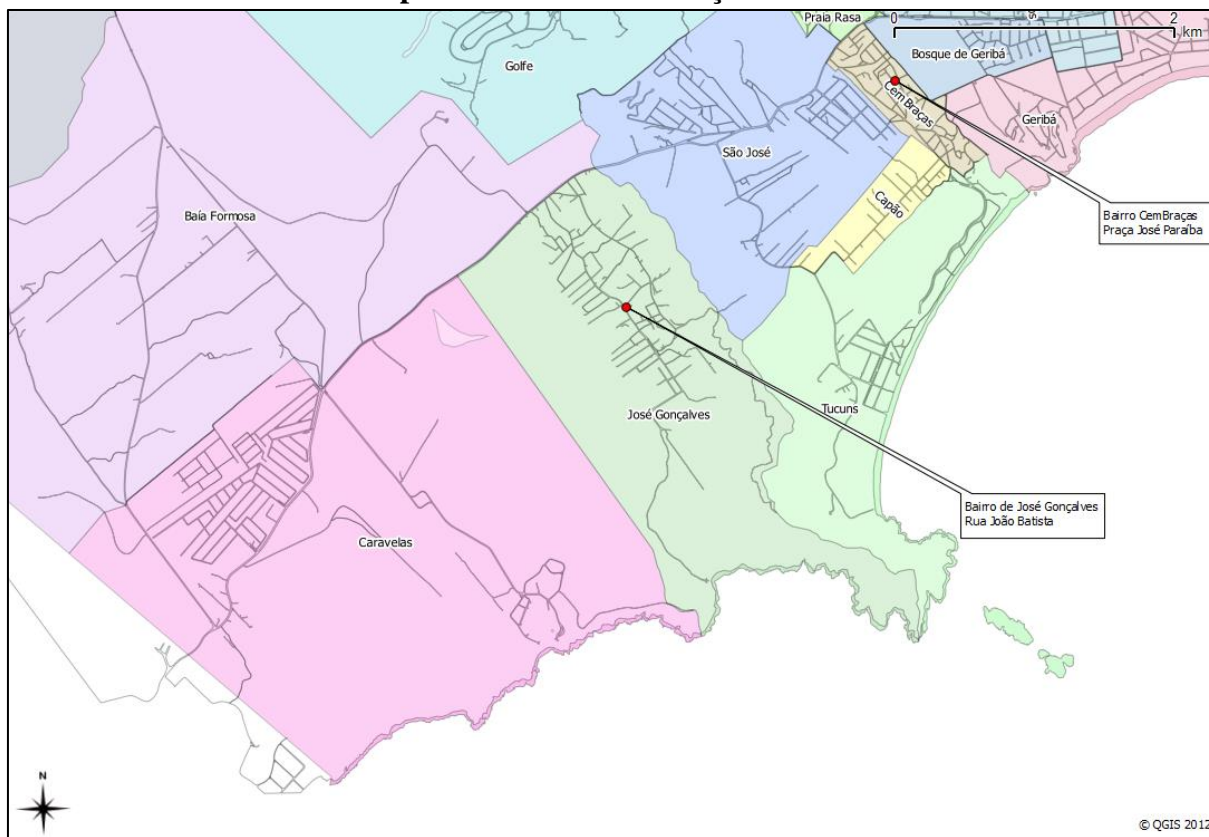 Praia Rasa
0 2
km
Bosque de Geribá
Golfe
Cem Braças
Geribá
São José
Capão
Baía Formosa
Bairro CemBraças
Praça José Paraíba
José Gonçalves
Tucuns
Bairro de José Gonçalves
Rua João Batista
Caravelas
N
© QGIS 2012